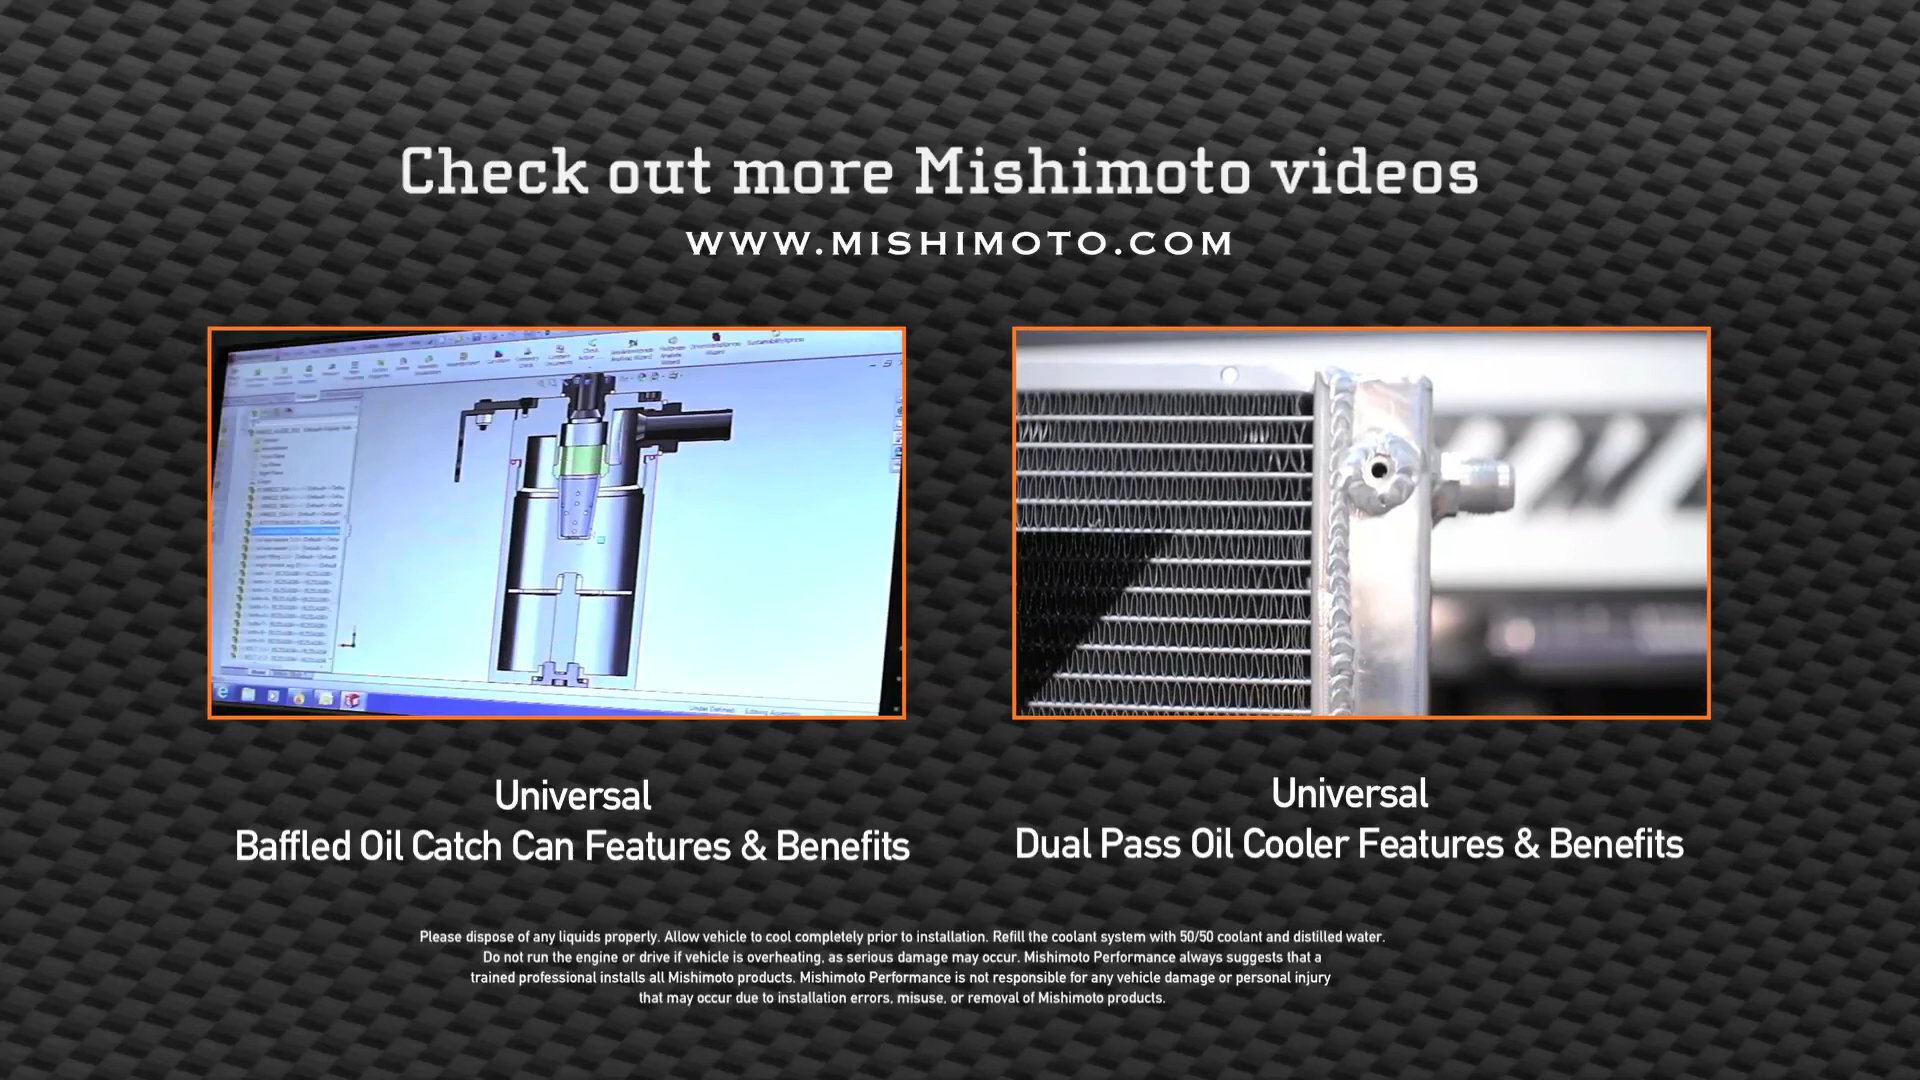 Check out more Mishimoto videos
WWW.MISHIMOTO.COM
Universal
Baffled Oil Catch Can Features & Benefits
Universal
Dual Pass Oil Cooler Features & Benefits
Please dispose of any liquids properly. Allow vehicle to cool completely prior to installation. Refill the coolant system with 50/50 coolant and distilled water.
Do not run the engine or drive if vehicle is overheating, as serious damage may occur. Mishimoto Performance always suggests that a
trained professional installs all Mishimoto products. Mishimoto Performance is not responsible for any vehicle damage or personal injury
that may occur due to installation errors, misuse, or removal of Mishimoto products.